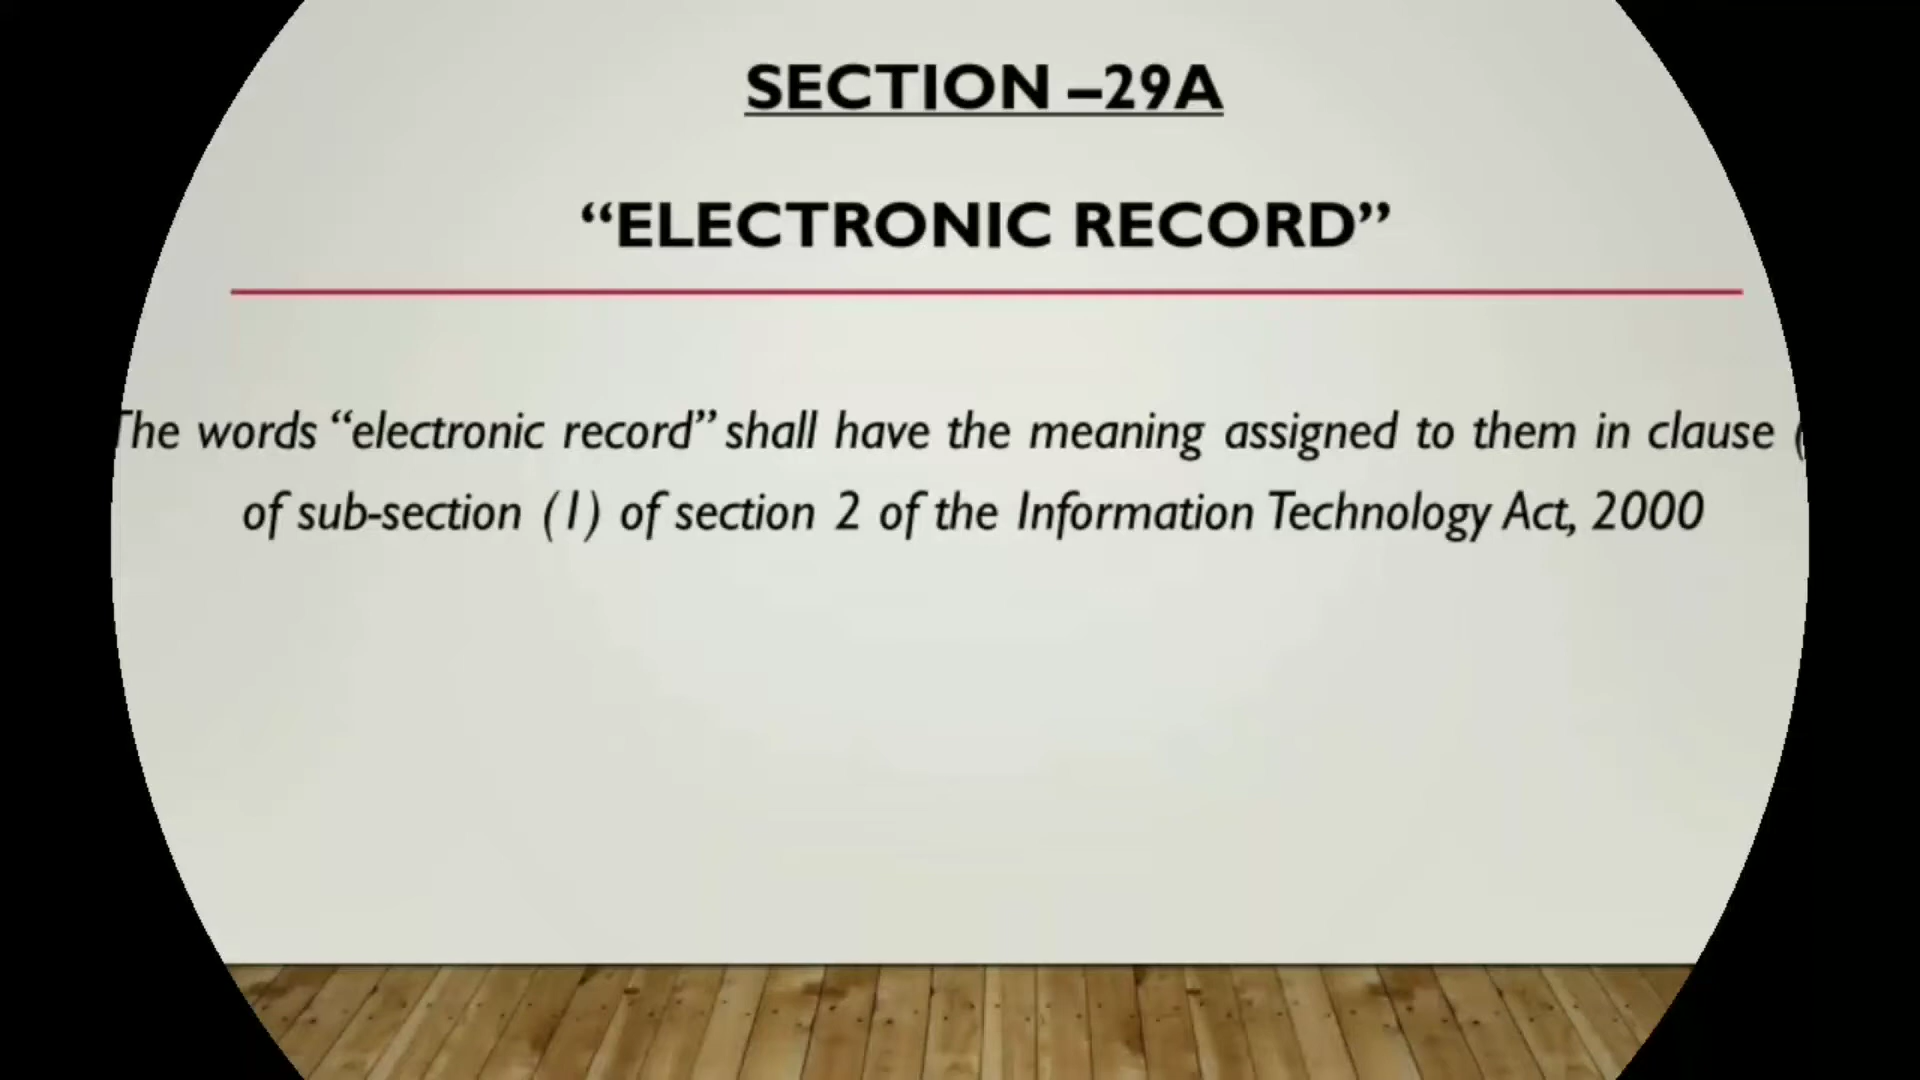 SECTION –29A
“ELECTRONIC RECORD”
The words “electronic record” shall have the meaning assigned to them in clause (
of sub-section (1) of section 2 of the Information Technology Act, 2000